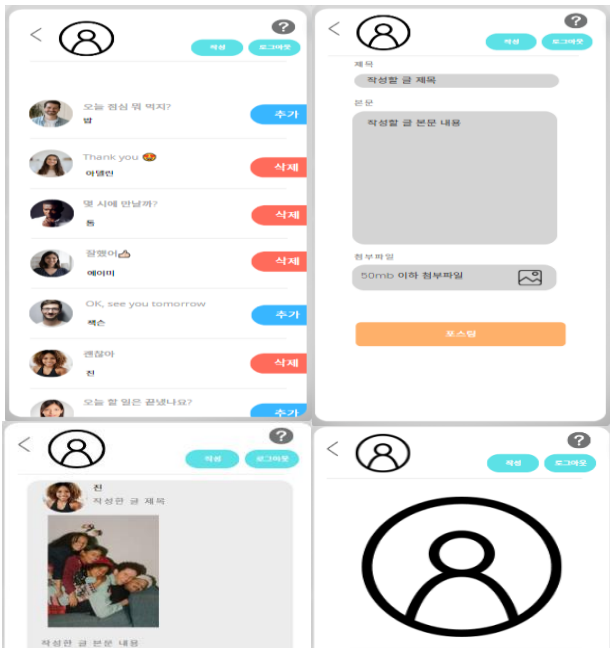 ?
작성 로그아웃
오늘 점심 뭐 먹지?
밥
추가
Thank you 😍
아델린
삭제
몇 시에 만날까?
톰
삭제
잘했어👍
에이미
삭제
OK, see you tomorrow
잭슨
추가
괜찮아
진
삭제
오늘 할 일은 끝냈나요?
추가
?
작성 로그아웃
제목
작성할 글 제목
본문
작성할 글 본문 내용
첨부파일
50mb 이하 첨부파일
포스팅
?
작성 로그아웃
진
작성한 글 제목
작성한 글 본문 내용
?
작성 로그아웃